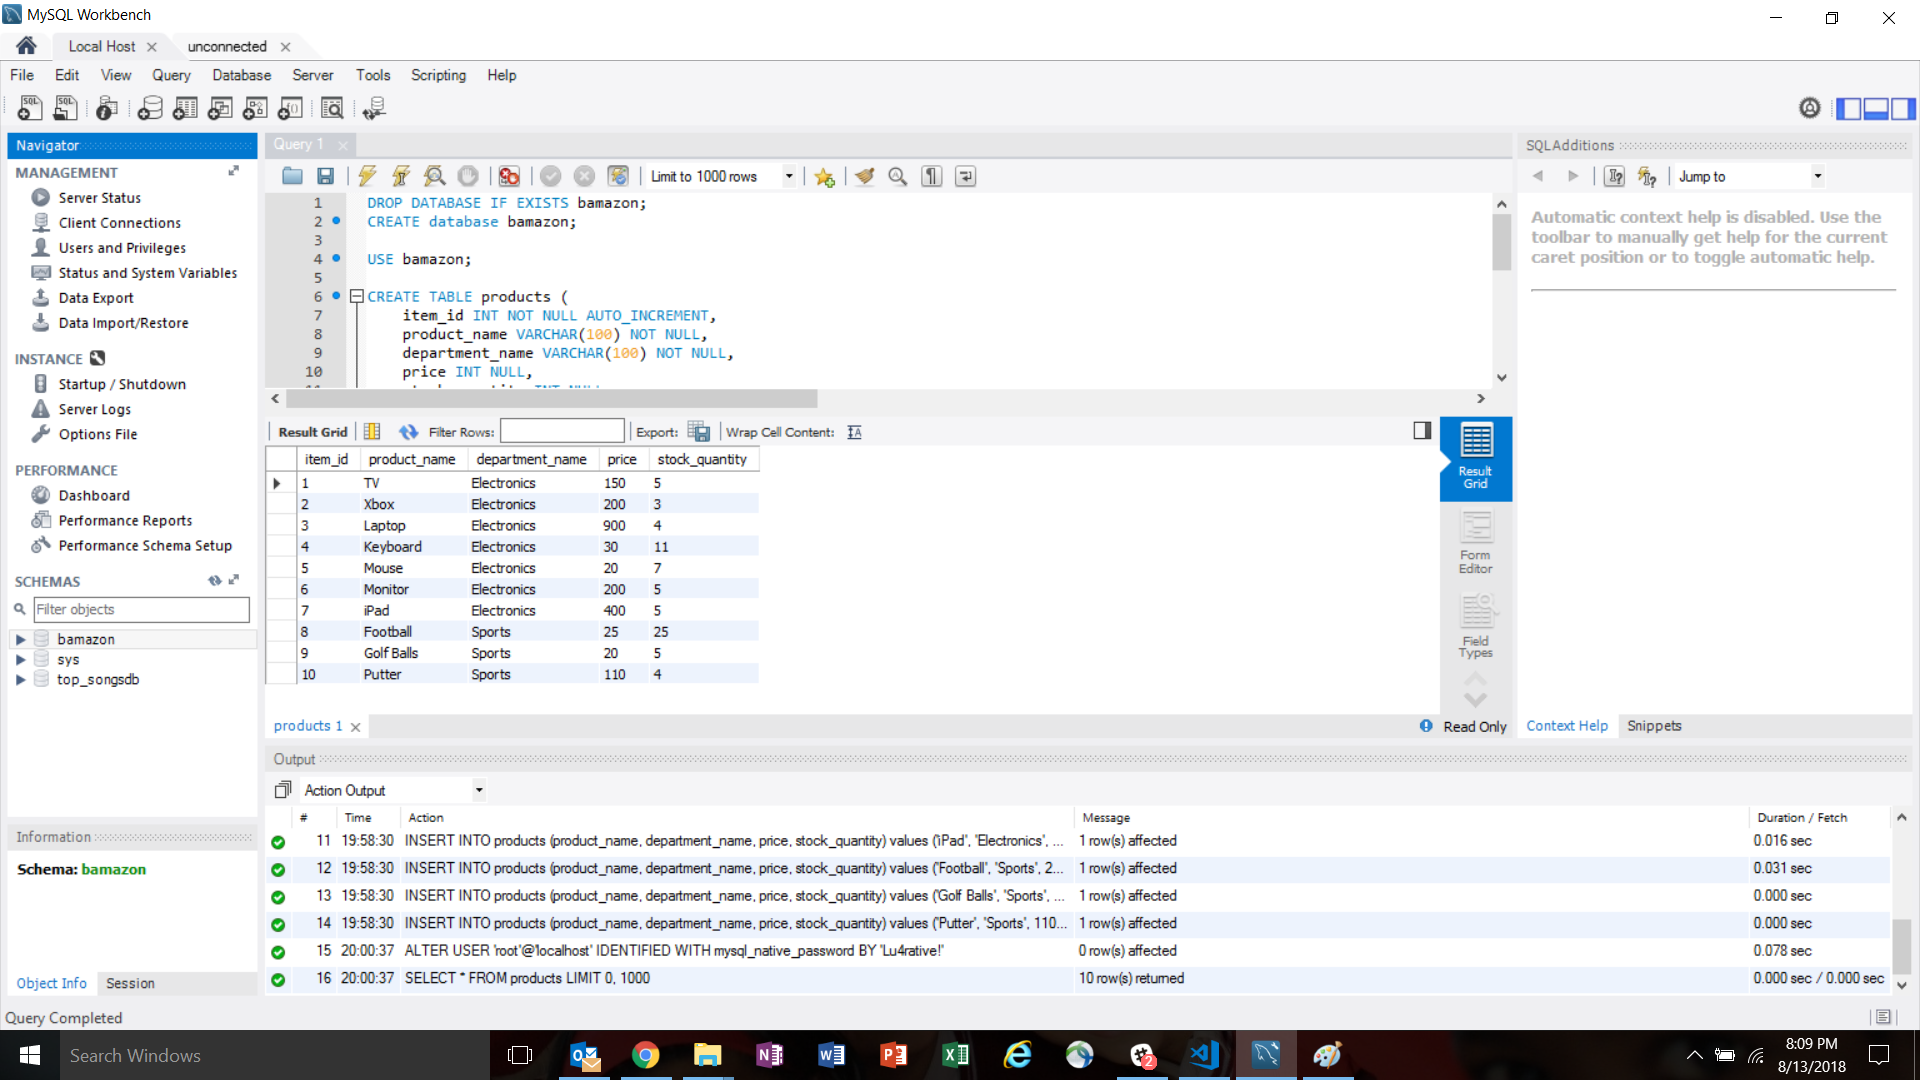 MySQL Workbench
Local Host
unconnected
File Edit View Query Database Server Tools Scripting Help
Navigator
MANAGEMENT
Server Status
Client Connections
Users and Privileges
Status and System Variables
Data Export
Data Import/Restore
INSTANCE
Startup / Shutdown
Server Logs
Options File
PERFORMANCE
Dashboard
Performance Reports
Performance Schema Setup
SCHEMAS
Filter objects
bamazon
sys
top_songsdb
Information
Schema: bamazon
Object Info Session
Query 1
Limit to 1000 rows
1 DROP DATABASE IF EXISTS bamazon;
2 CREATE database bamazon;
3
4 USE bamazon;
5
6 CREATE TABLE products (
7 item_id INT NOT NULL AUTO_INCREMENT,
8 product_name VARCHAR(100) NOT NULL,
9 department_name VARCHAR(100) NOT NULL,
10 price INT NULL,
Result Grid Filter Rows: Export: Wrap Cell Content:
item_id product_name department_name price stock_quantity
1 TV Electronics 150 5
2 Xbox Electronics 200 3
3 Laptop Electronics 900 4
4 Keyboard Electronics 30 11
5 Mouse Electronics 20 7
6 Monitor Electronics 200 5
7 iPad Electronics 400 5
8 Football Sports 25 25
9 Golf Balls Sports 20 5
10 Putter Sports 110 4
Result
Grid
Form
Editor
Field
Types
products 1
Read Only
SQLAdditions
Jump to
Automatic context help is disabled. Use the
toolbar to manually get help for the current
caret position or to toggle automatic help.
Context Help Snippets
Output
Action Output
# Time Action Message Duration / Fetch
11 19:58:30 INSERT INTO products (product_name, department_name, price, stock_quantity) values ('iPad', 'Electronics', ... 1 row(s) affected 0.016 sec
12 19:58:30 INSERT INTO products (product_name, department_name, price, stock_quantity) values ('Football', 'Sports', 2... 1 row(s) affected 0.031 sec
13 19:58:30 INSERT INTO products (product_name, department_name, price, stock_quantity) values ('Golf Balls', 'Sports', ... 1 row(s) affected 0.000 sec
14 19:58:30 INSERT INTO products (product_name, department_name, price, stock_quantity) values ('Putter', 'Sports', 110... 1 row(s) affected 0.000 sec
15 20:00:37 ALTER USER 'root'@'localhost' IDENTIFIED WITH mysql_native_password BY 'Lu4rative!' 0 row(s) affected 0.078 sec
16 20:00:37 SELECT * FROM products LIMIT 0, 1000 10 row(s) returned 0.000 sec / 0.000 sec
Query Completed
Search Windows
2
8:09 PM
8/13/2018